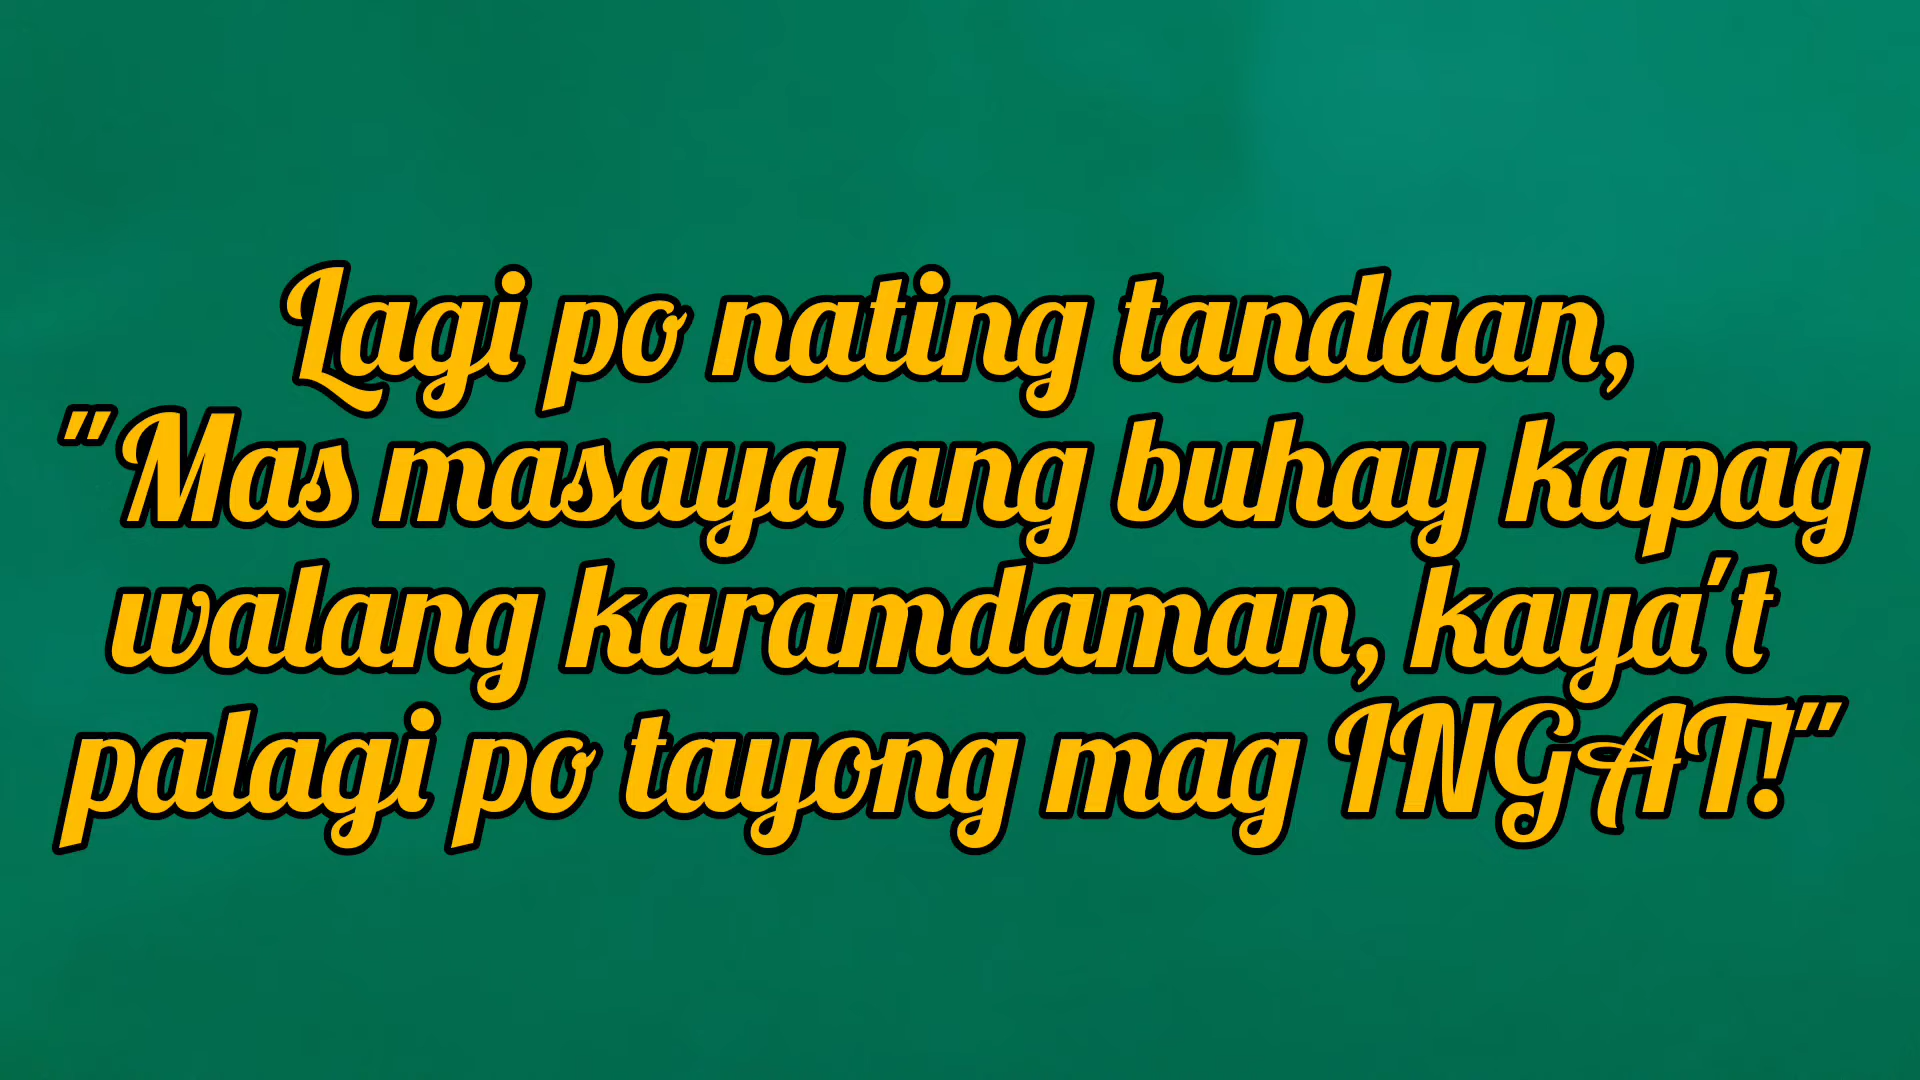 Lagi po nating tandaan,
"Mas masaya ang buhay kapag
walang karamdaman, kaya't
palagi po tayong mag INGAT!"